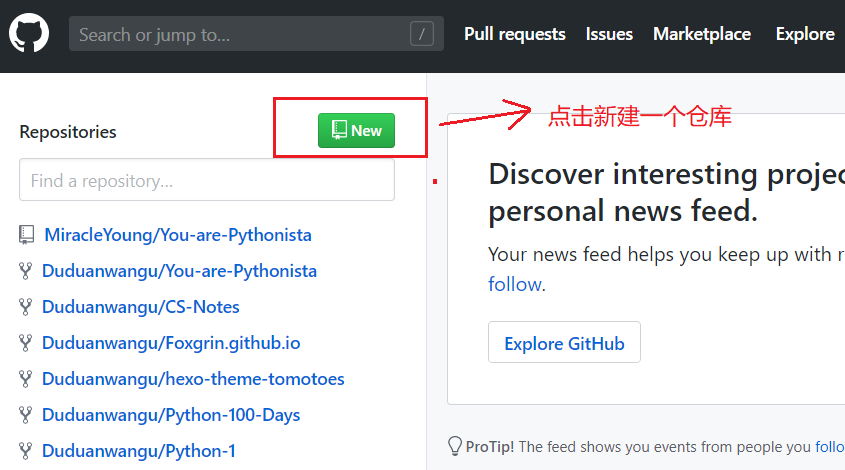 Search or jump to...
/
Pull requests
Issues
Marketplace
Explore
Repositories
New
点击新建一个仓库
Find a repository...
MiracleYoung/You-are-Pythonista
Duduanwangu/You-are-Pythonista
Duduanwangu/CS-Notes
Duduanwangu/Foxgrin.github.io
Duduanwangu/hexo-theme-tomotoes
Duduanwangu/Python-100-Days
Duduanwangu/Python-1
Discover interesting projec
personal news feed.
Your news feed helps you keep up with r
follow.
Explore GitHub
ProTip! The feed shows you events from people you follo